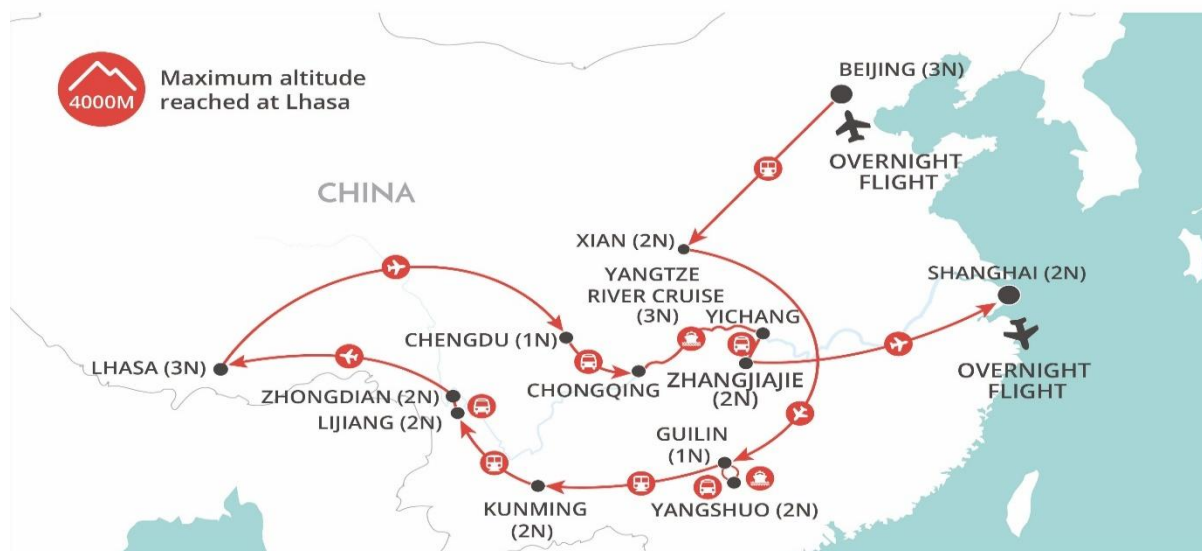 4000M
Maximum altitude
reached at Lhasa
CHINA
BEIJING (3N)
OVERNIGHT
FLIGHT
XIAN (2N)
YANGTZE
RIVER CRUISE
(3N)
YICHANG
SHANGHAI (2N)
OVERNIGHT
FLIGHT
CHENGDU (1N)
LHASA (3N)
CHONGQING
ZHANGJIAJIE
(2N)
ZHONGDIAN (2N)
LIJIANG (2N)
GUILIN
(1N)
YANGSHUO (2N)
KUNMING
(2N)